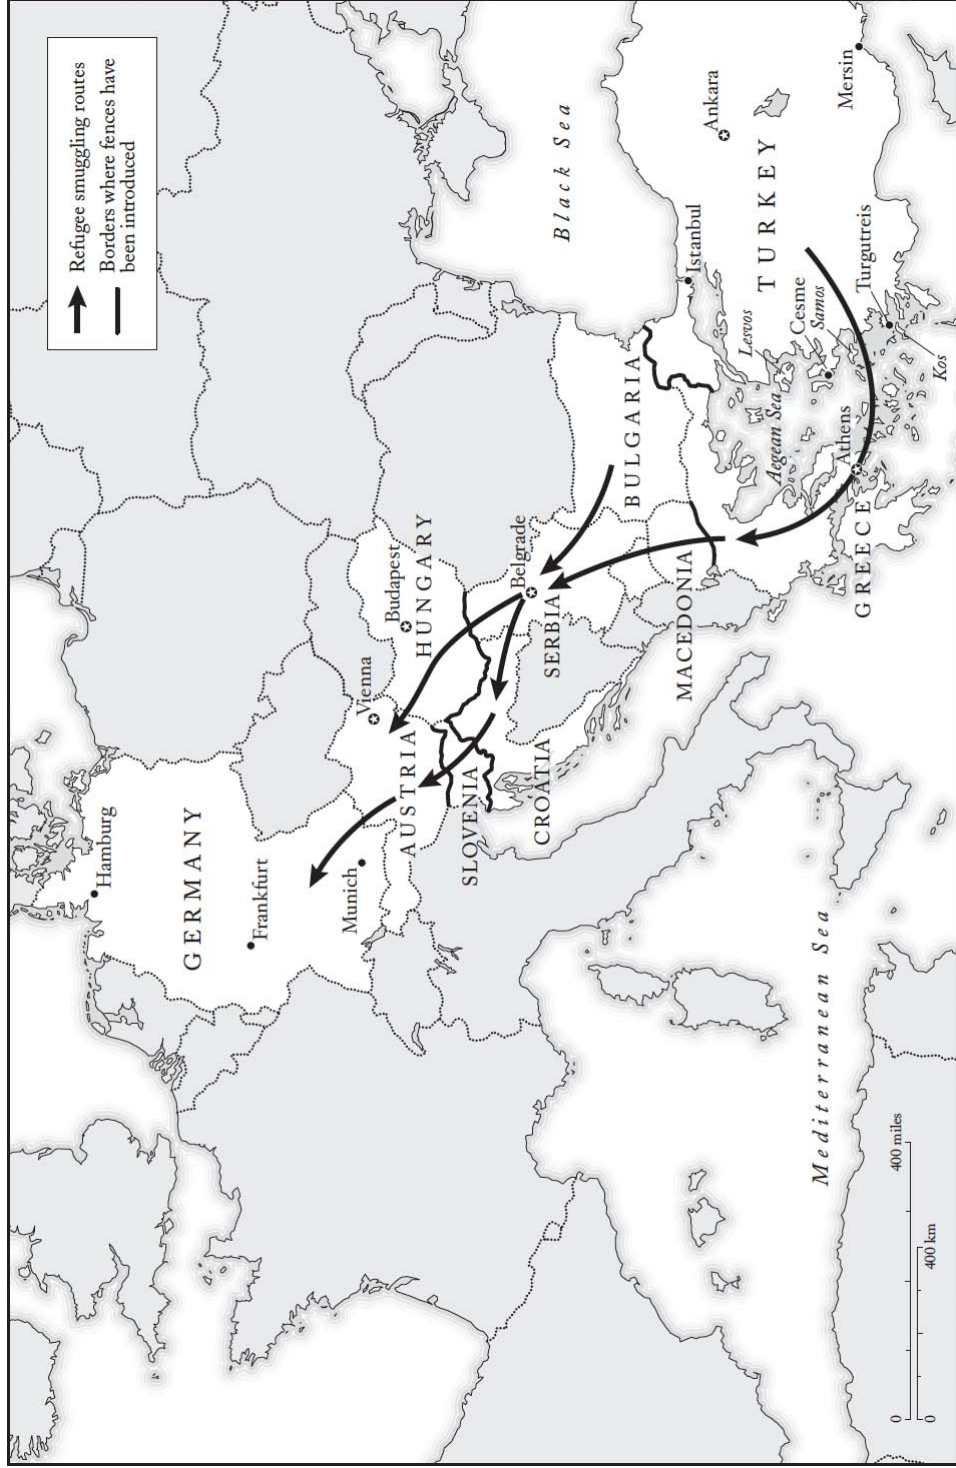 Refugee smuggling routes
Borders where fences have
been introduced
Hamburg
GERMANY
Frankfurt
Munich
Vienna
AUSTRIA
Budapest
HUNGARY
SLOVENIA
CROATIA
Belgrade
SERBIA
BULGARIA
MACEDONIA
Black Sea
Istanbul
Ankara
TURKEY
Mersin
Lesvos
Cesme
Samos
Turgutreis
Kos
Aegean Sea
Athens
GREECE
Mediterranean Sea
0
400 miles
0
400 km